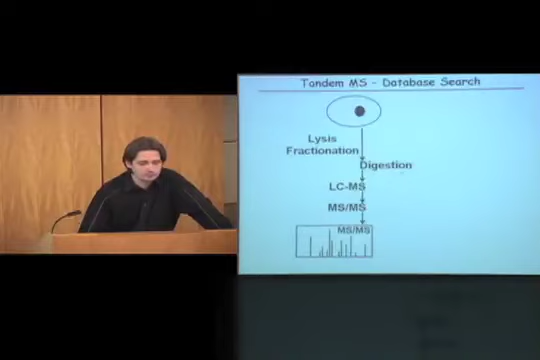 Tandem MS - Database Search
Lysis
Fractionation
Digestion
LC-MS
MS/MS
MS/MS